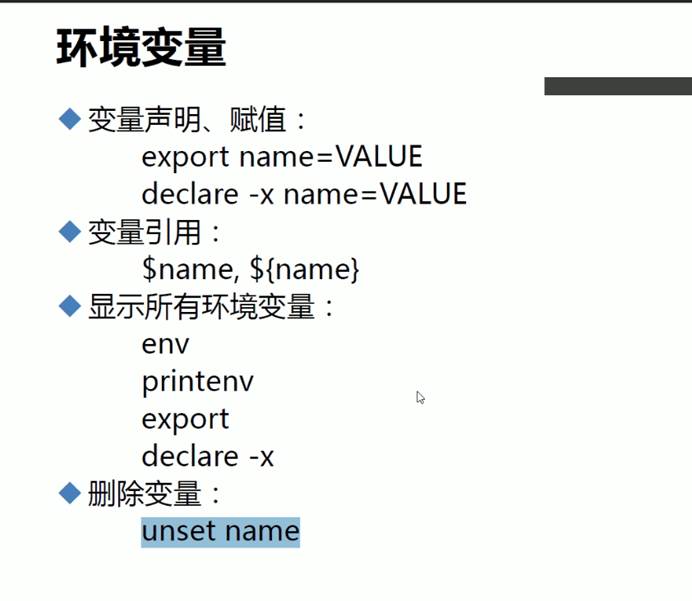 环境变量
变量声明、赋值：
export name=VALUE
declare -x name=VALUE
变量引用：
$name, ${name}
显示所有环境变量：
env
printenv
export
declare -x
删除变量：
unset name